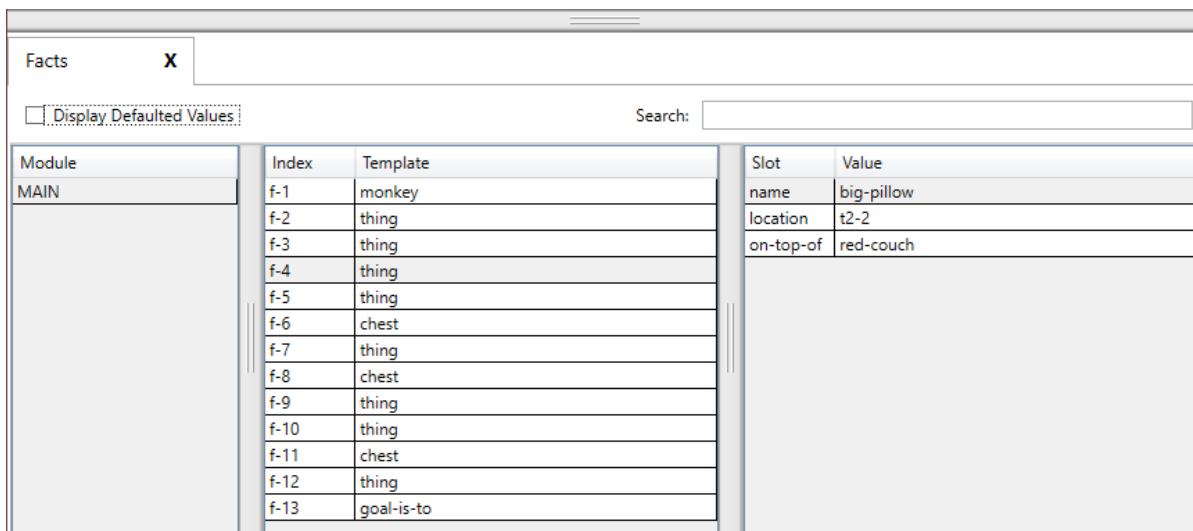 Facts X
Display Defaulted Values Search:
Module Index Template Slot Value
MAIN f-1 monkey name big-pillow
f-2 thing location t2-2
f-3 thing on-top-of red-couch
f-4 thing
f-5 thing
f-6 chest
f-7 thing
f-8 chest
f-9 thing
f-10 thing
f-11 chest
f-12 thing
f-13 goal-is-to